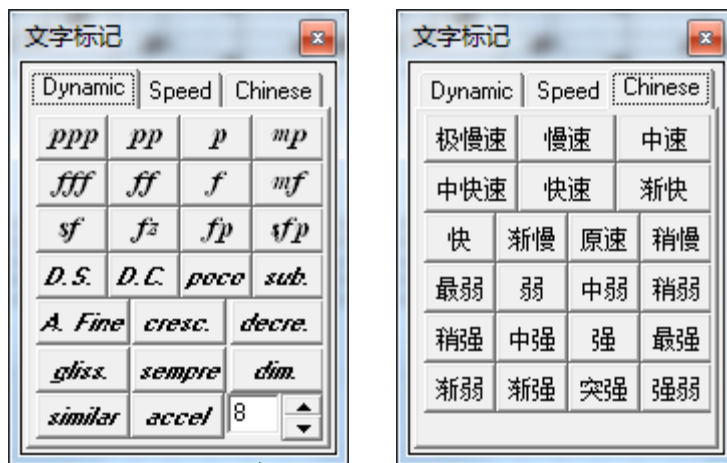 文字标记
Dynamic Speed Chinese
ppp pp p mp
fff ff f mf
sf fz fp sfp
D.S. D.C. poco sub.
A. Fine cresc. decre.
gliss. sempre dim.
similar accel 8
文字标记
Dynamic Speed Chinese
极慢速 慢速 中速
中快速 快速 渐快
快 渐慢 原速 稍慢
最弱 弱 中弱 稍弱
稍强 中强 强 最强
渐弱 渐强 突强 强弱